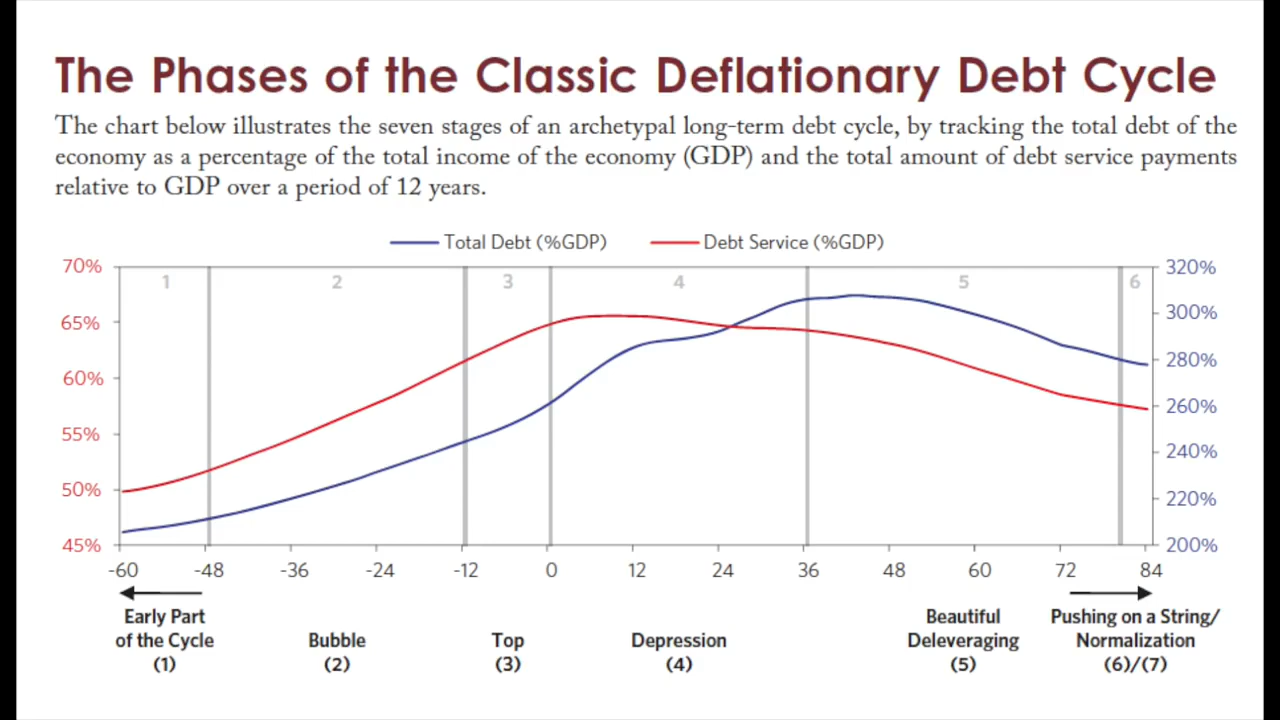 The Phases of the Classic Deflationary Debt Cycle
The chart below illustrates the seven stages of an archetypal long-term debt cycle, by tracking the total debt of the
economy as a percentage of the total income of the economy (GDP) and the total amount of debt service payments
relative to GDP over a period of 12 years.
Total Debt (%GDP) Debt Service (%GDP)
70% 320%
1 2 3 4 5 6
65% 300%
60% 280%
260%
55% 240%
50% 220%
45% 200%
-60 -48 -36 -24 -12 0 12 24 36 48 60 72 84
Early Part Beautiful Pushing on a String/
of the Cycle Bubble Top Depression Deleveraging Normalization
(1) (2) (3) (4) (5) (6)/(7)